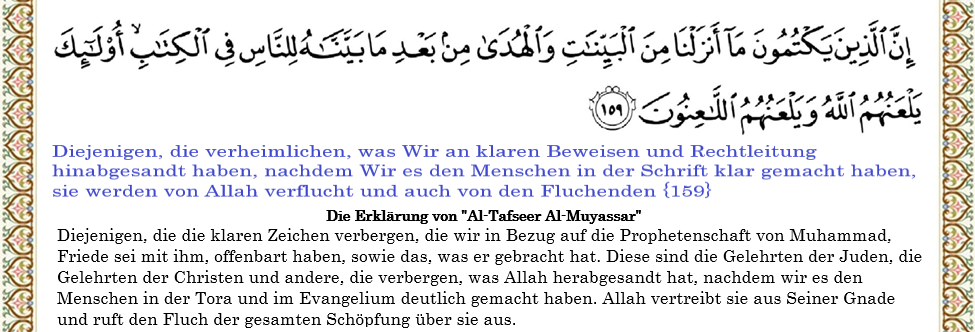 إِنَّ ٱلَّذِينَ يَكْتُمُونَ مَآ أَنزَلْنَا مِنَ ٱلْبَيِّنَٰتِ وَٱلْهُدَىٰ مِنۢ بَعْدِ مَا بَيَّنَّٰهُ لِلنَّاسِ فِى ٱلْكِتَٰبِ ۙ أُو۟لَٰٓئِكَ
يَلْعَنُهُمُ ٱللَّهُ وَيَلْعَنُهُمُ ٱللَّٰعِنُونَ ١٥٩
Diejenigen, die verheimlichen, was Wir an klaren Beweisen und Rechtleitung
hinabgesandt haben, nachdem Wir es den Menschen in der Schrift klar gemacht haben,
sie werden von Allah verflucht und auch von den Fluchenden {159}
Die Erklärung von "Al-Tafseer Al-Muyassar"
Diejenigen, die die klaren Zeichen verbergen, die wir in Bezug auf die Prophetenschaft von Muhammad,
Friede sei mit ihm, offenbart haben, sowie das, was er gebracht hat. Diese sind die Gelehrten der Juden, die
Gelehrten der Christen und andere, die verbergen, was Allah herabgesandt hat, nachdem wir es den
Menschen in der Tora und im Evangelium deutlich gemacht haben. Allah vertreibt sie aus Seiner Gnade
und ruft den Fluch der gesamten Schöpfung über sie aus.